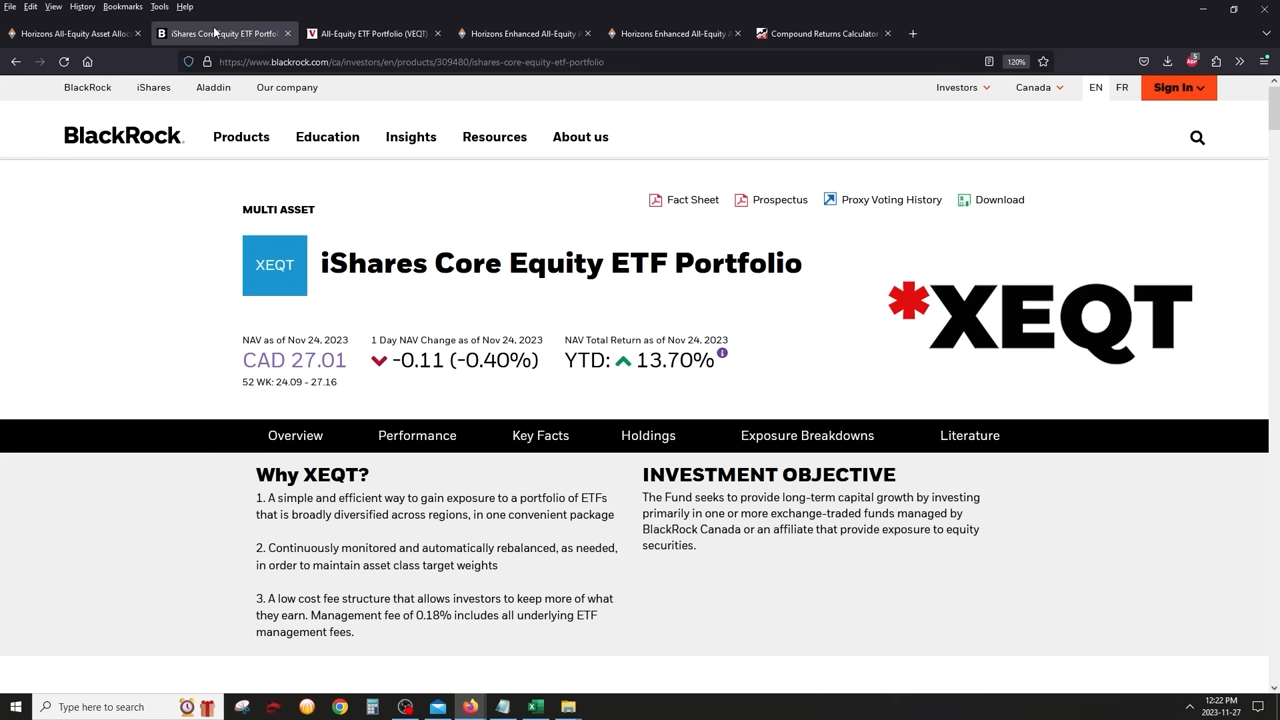 File Edit View History Bookmarks Tools Help
Horizons All-Equity Asset Alloc
iShares Core Equity ETF Portfol
All-Equity ETF Portfolio (VEQT)
Horizons Enhanced All-Equity A
Horizons Enhanced All-Equity A
Compound Returns Calculator
https://www.blackrock.com/ca/investors/en/products/309480/ishares-core-equity-etf-portfolio
120%
BlackRock iShares Aladdin Our company
Investors Canada EN FR Sign In
BlackRock. Products Education Insights Resources About us
Fact Sheet Prospectus Proxy Voting History Download
MULTI ASSET
XEQT
iShares Core Equity ETF Portfolio
*XEQT
NAV as of Nov 24, 2023
CAD 27.01
52 WK: 24.09 - 27.16
1 Day NAV Change as of Nov 24, 2023
-0.11 (-0.40%)
NAV Total Return as of Nov 24, 2023
YTD: 13.70%
Overview Performance Key Facts Holdings Exposure Breakdowns Literature
Why XEQT?
1. A simple and efficient way to gain exposure to a portfolio of ETFs
that is broadly diversified across regions, in one convenient package
2. Continuously monitored and automatically rebalanced, as needed,
in order to maintain asset class target weights
3. A low cost fee structure that allows investors to keep more of what
they earn. Management fee of 0.18% includes all underlying ETF
management fees.
INVESTMENT OBJECTIVE
The Fund seeks to provide long-term capital growth by investing
primarily in one or more exchange-traded funds managed by
BlackRock Canada or an affiliate that provide exposure to equity
securities.
Type here to search
12:22 PM
2023-11-27